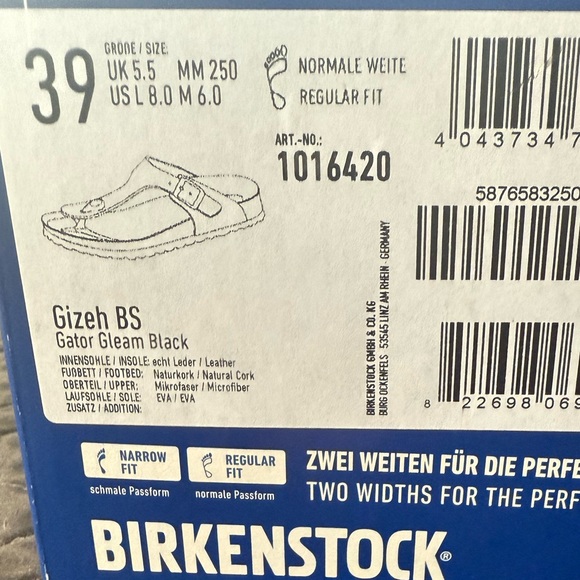 39
GRÖßE / SIZE:
UK 5.5 MM 250
US L 8.0 M 6.0
NORMALE WEITE
REGULAR FIT
ART.-NO.:
1016420
4 043734 7
5876583250
8 22698 069
Gizeh BS
Gator Gleam Black
INNENSOHLE / INSOLE: echt Leder / Leather
FUßBETT / FOOTBED: Naturkork / Natural Cork
OBERTEIL / UPPER: Mikrofaser / Microfiber
LAUFSOHLE / SOLE: EVA / EVA
ZUSATZ / ADDITION:
BIRKENSTOCK GMBH & CO. KG
BURG OCKENFELS 53545 LINZ AM RHEIN - GERMANY
NARROW FIT
schmale Passform
REGULAR FIT
normale Passform
ZWEI WEITEN FÜR DIE PERFE
TWO WIDTHS FOR THE PERF
BIRKENSTOCK®